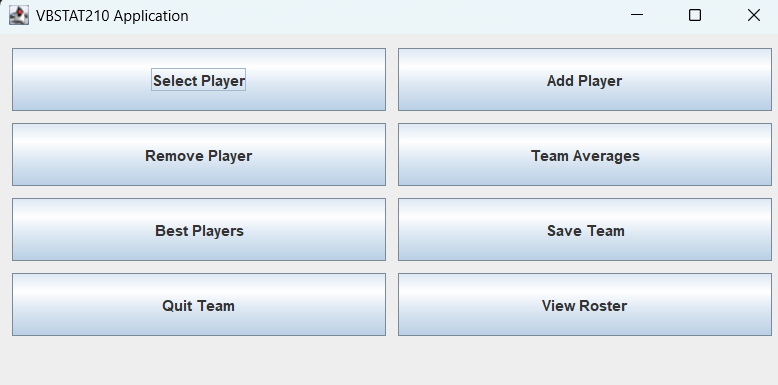 VBSTAT210 Application
Select Player
Add Player
Remove Player
Team Averages
Best Players
Save Team
Quit Team
View Roster